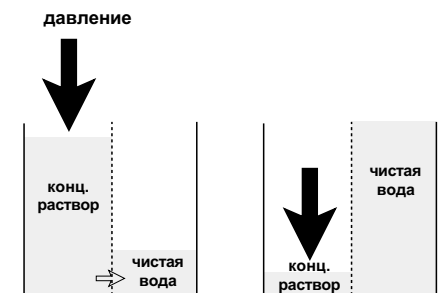 давление
конц.
раствор
чистая
вода
чистая
вода
конц.
раствор